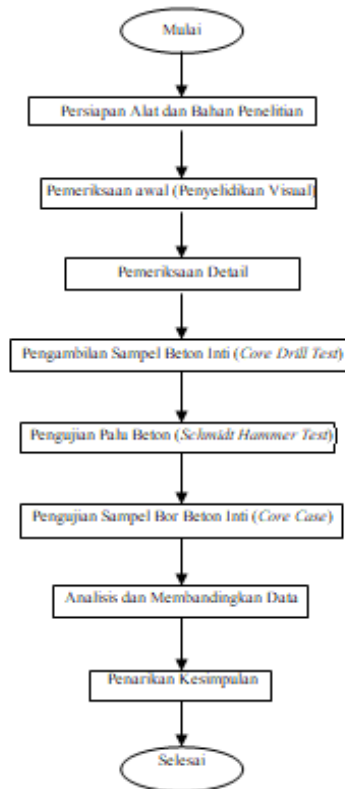 Mulai
Persiapan Alat dan Bahan Penelitian
Pemeriksaan awal (Penyelidikan Visual)
Pemeriksaan Detail
Pengambilan Sampel Beton Inti (Core Drill Test)
Pengujian Palu Beton (Schmidt Hammer Test)
Pengujian Sampel Bor Beton Inti (Core Case)
Analisis dan Membandingkan Data
Penarikan Kesimpulan
Selesai